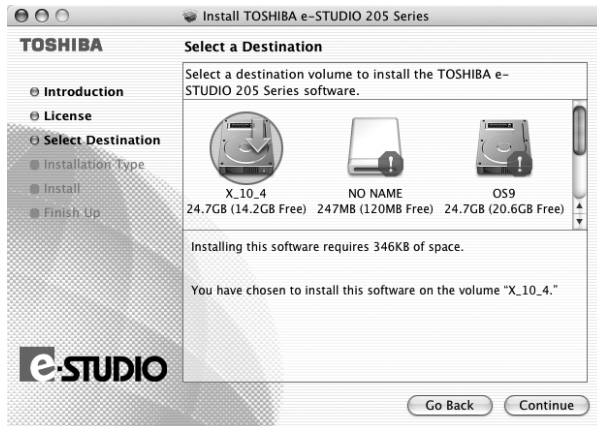 Install TOSHIBA e-STUDIO 205 Series
TOSHIBA
Select a Destination
Introduction
License
Select Destination
Installation Type
Install
Finish Up
Select a destination volume to install the TOSHIBA e-
STUDIO 205 Series software.
X_10_4
24.7GB (14.2GB Free)
NO NAME
247MB (120MB Free)
OS9
24.7GB (20.6GB Free)
Installing this software requires 346KB of space.
You have chosen to install this software on the volume “X_10_4.”
e-STUDIO
Go Back
Continue